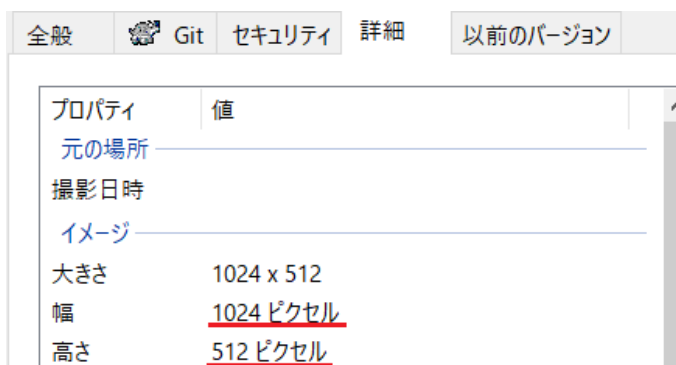 全般 Git セキュリティ 詳細 以前のバージョン
プロパティ 値
元の場所
撮影日時
イメージ
大きさ 1024 x 512
幅 1024 ピクセル
高さ 512 ピクセル